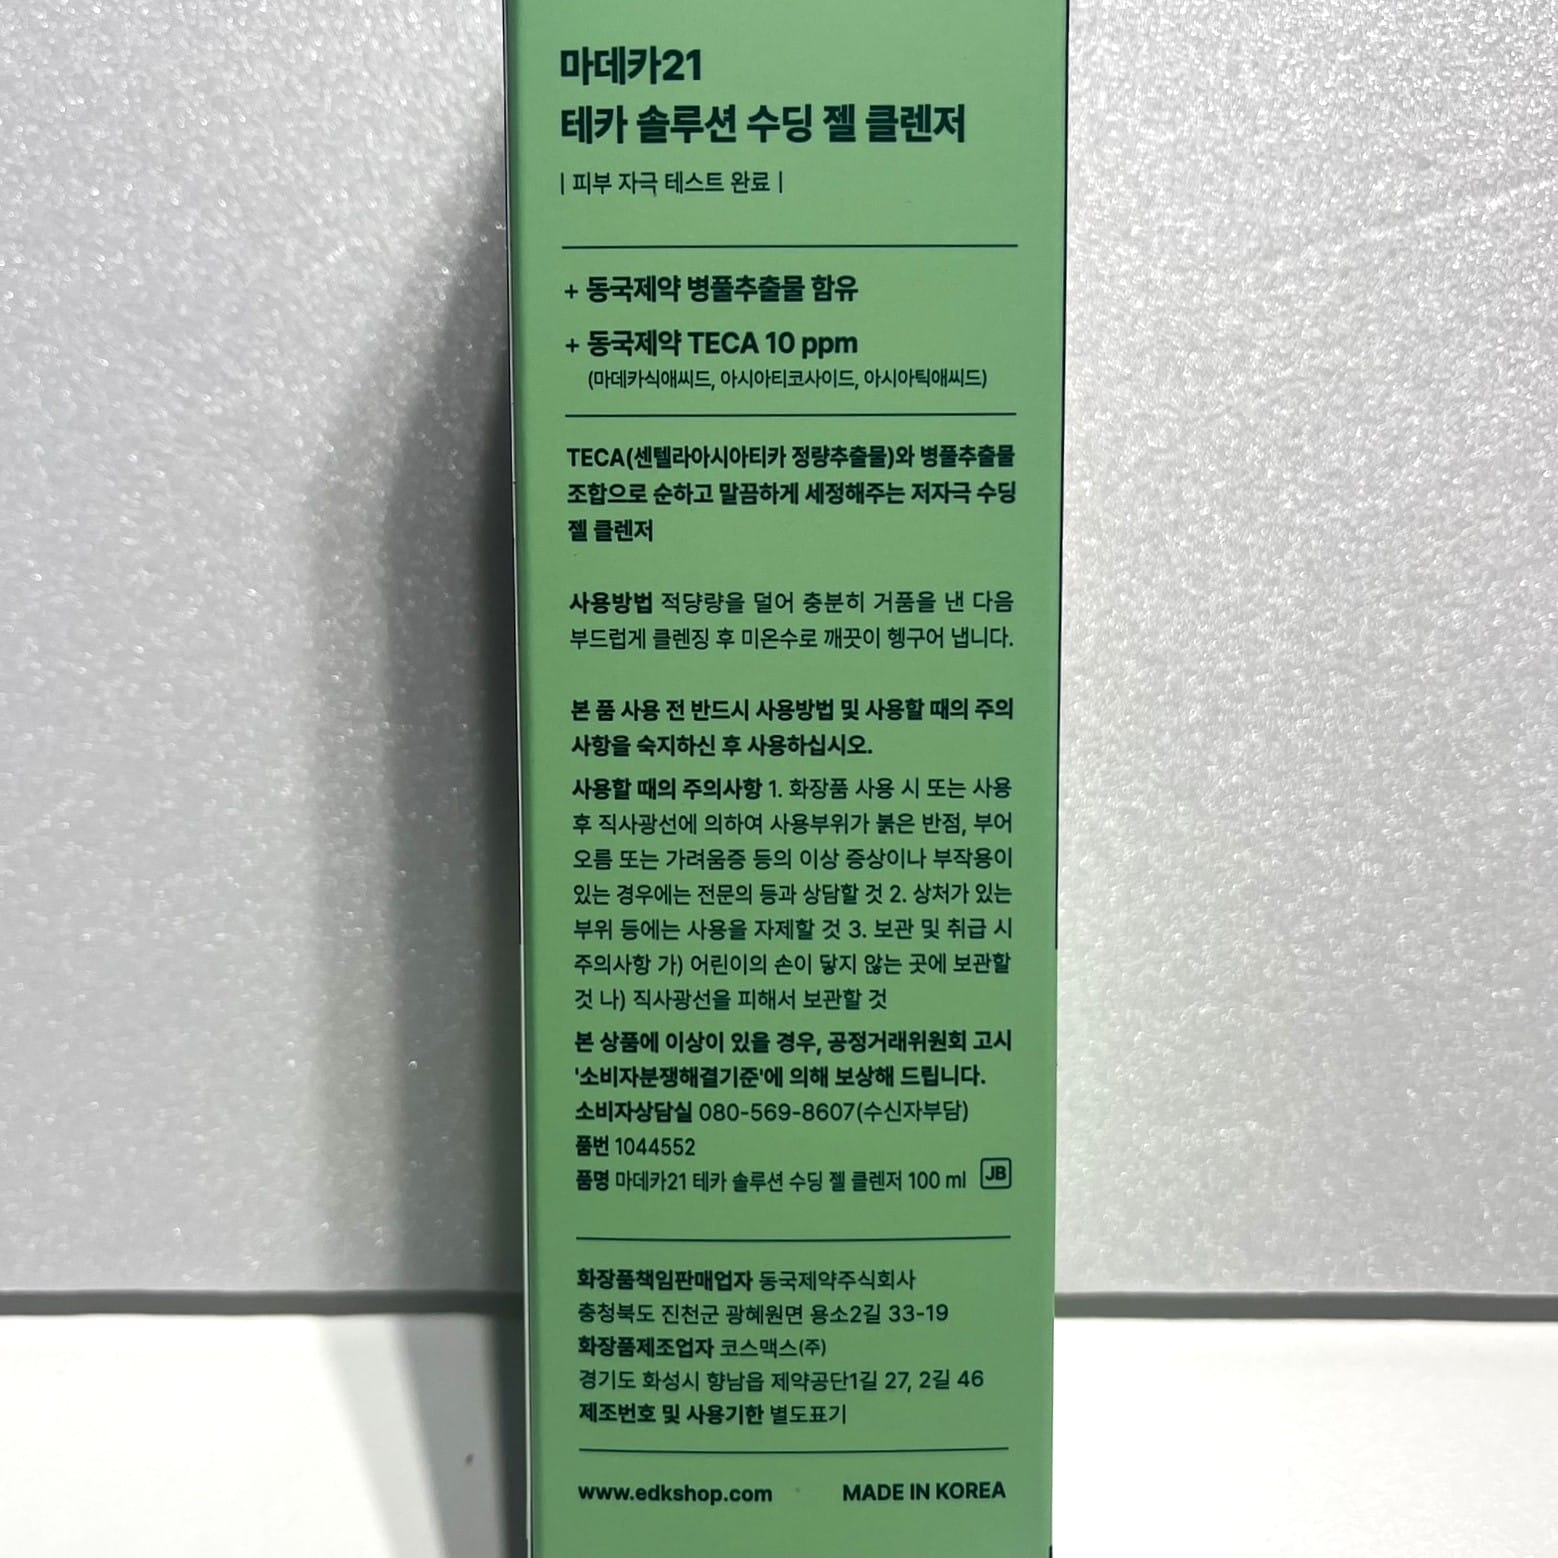 마데카21
테카 솔루션 수딩 젤 클렌저
| 피부 자극 테스트 완료 |
+ 동국제약 병풀추출물 함유
+ 동국제약 TECA 10 ppm
(마데카식애씨드, 아시아티코사이드, 아시아틱애씨드)
TECA(센텔라아시아티카 정량추출물)와 병풀추출물
조합으로 순하고 말끔하게 세정해주는 저자극 수딩
젤 클렌저
사용방법 적당량을 덜어 충분히 거품을 낸 다음
부드럽게 클렌징 후 미온수로 깨끗이 헹구어 냅니다.
본 품 사용 전 반드시 사용방법 및 사용할 때의 주의
사항을 숙지하신 후 사용하십시오.
사용할 때의 주의사항 1. 화장품 사용 시 또는 사용
후 직사광선에 의하여 사용부위가 붉은 반점, 부어
오름 또는 가려움증 등의 이상 증상이나 부작용이
있는 경우에는 전문의 등과 상담할 것 2. 상처가 있는
부위 등에는 사용을 자제할 것 3. 보관 및 취급 시
주의사항 가) 어린이의 손이 닿지 않는 곳에 보관할
것 나) 직사광선을 피해서 보관할 것
본 상품에 이상이 있을 경우, 공정거래위원회 고시
'소비자분쟁해결기준'에 의해 보상해 드립니다.
소비자상담실 080-569-8607(수신자부담)
품번 1044552
품명 마데카21 테카 솔루션 수딩 젤 클렌저 100 ml JB
화장품책임판매업자 동국제약주식회사
충청북도 진천군 광혜원면 용소2길 33-19
화장품제조업자 코스맥스(주)
경기도 화성시 향남읍 제약공단1길 27, 2길 46
제조번호 및 사용기한 별도표기
www.edkshop.com MADE IN KOREA